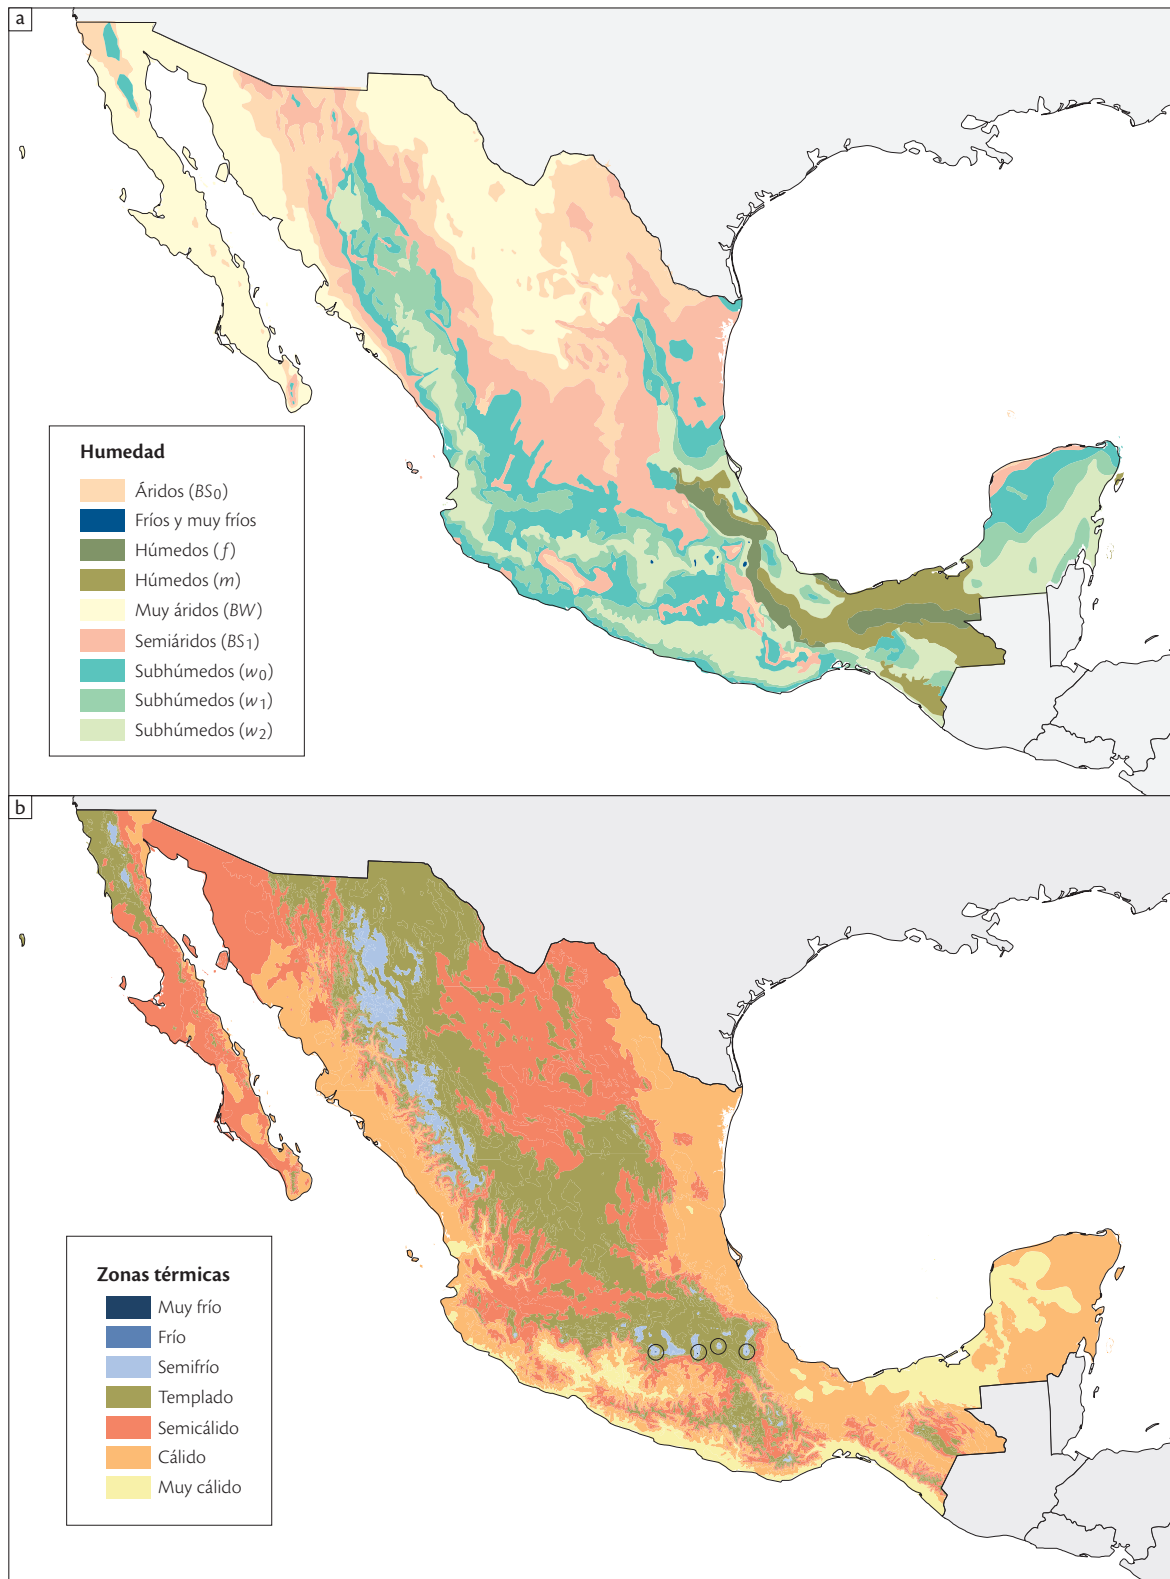 a
Humedad
Áridos (BS0)
Fríos y muy fríos
Húmedos (f)
Húmedos (m)
Muy áridos (BW)
Semiáridos (BS1)
Subhúmedos (w0)
Subhúmedos (w1)
Subhúmedos (w2)
b
Zonas térmicas
Muy frío
Frío
Semifrío
Templado
Semicálido
Cálido
Muy cálido